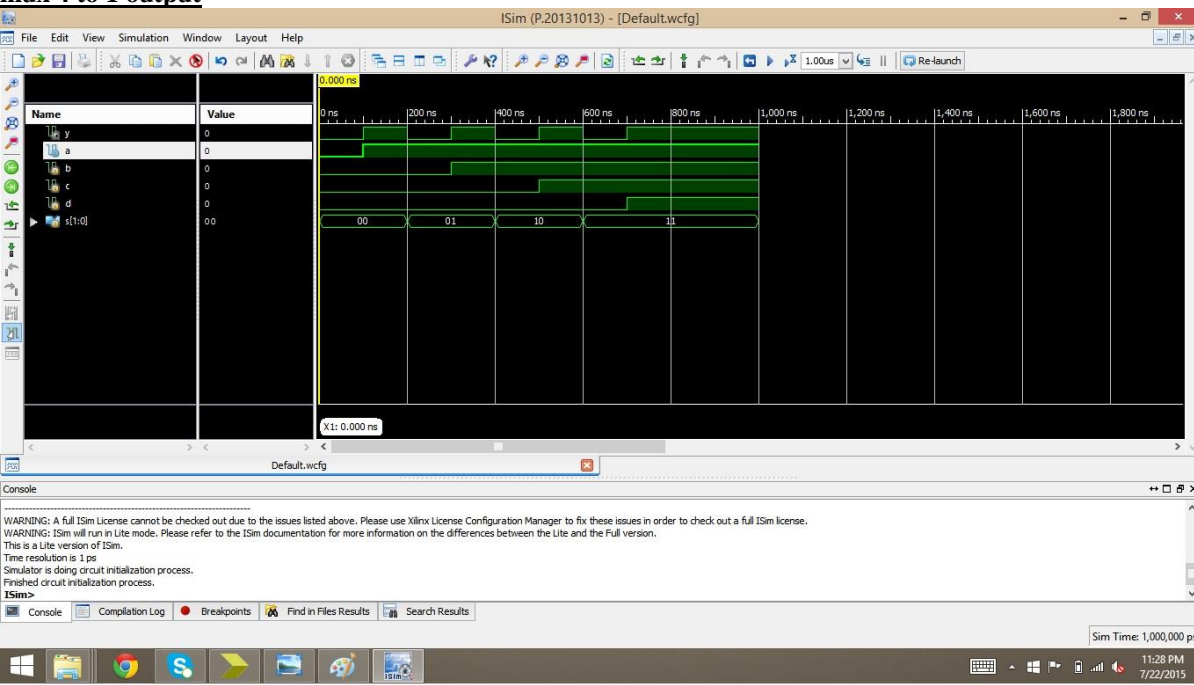 mux 4 to 1 output
ISim (P.20131013) - [Default.wcfg]
File Edit View Simulation Window Layout Help
1.00us Re-launch
0.000 ns
Name Value
0 ns 200 ns 400 ns 600 ns 800 ns 1,000 ns 1,200 ns 1,400 ns 1,600 ns 1,800 ns
y 0
a 0
b 0
c 0
d 0
s[1:0] 00 00 01 10 11
X1: 0.000 ns
Default.wcfg
Console
WARNING: A full ISim License cannot be checked out due to the issues listed above. Please use Xilinx License Configuration Manager to fix these issues in order to check out a full ISim license.
WARNING: ISim will run in Lite mode. Please refer to the ISim documentation for more information on the differences between the Lite and the Full version.
This is a Lite version of ISim.
Time resolution is 1 ps
Simulator is doing circuit initialization process.
Finished circuit initialization process.
ISim>
Console Compilation Log Breakpoints Find in Files Results Search Results
Sim Time: 1,000,000 ps
ISim
11:28 PM
7/22/2015